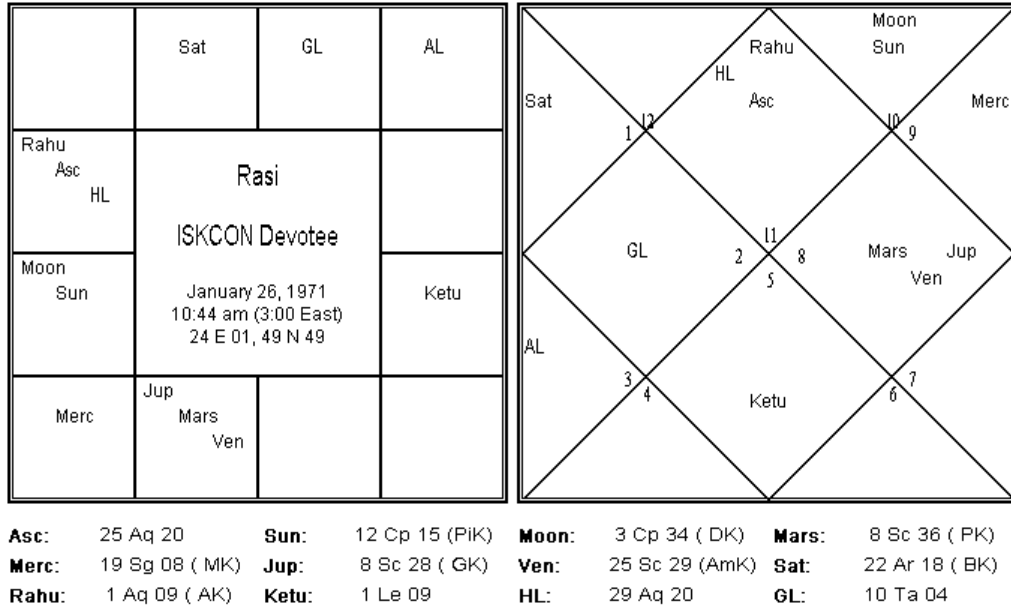 Sat GL AL
Rahu
Asc
HL
Rasi
ISKCON Devotee
January 26, 1971
10:44 am (3:00 East)
24 E 01, 49 N 49
Moon
Sun
Ketu
Merc
Jup
Mars
Ven
Moon
Rahu Sun
HL
Sat Asc Merc
1 12 10 9
11
GL 2 8 Mars Jup
5 Ven
AL
3 4 7 6
Ketu
Asc: 25 Aq 20 Sun: 12 Cp 15 (PiK) Moon: 3 Cp 34 ( DK) Mars: 8 Sc 36 ( PK)
Merc: 19 Sg 08 ( MK) Jup: 8 Sc 28 ( GK) Ven: 25 Sc 29 (AmK) Sat: 22 Ar 18 ( BK)
Rahu: 1 Aq 09 ( AK) Ketu: 1 Le 09 HL: 29 Aq 20 GL: 10 Ta 04